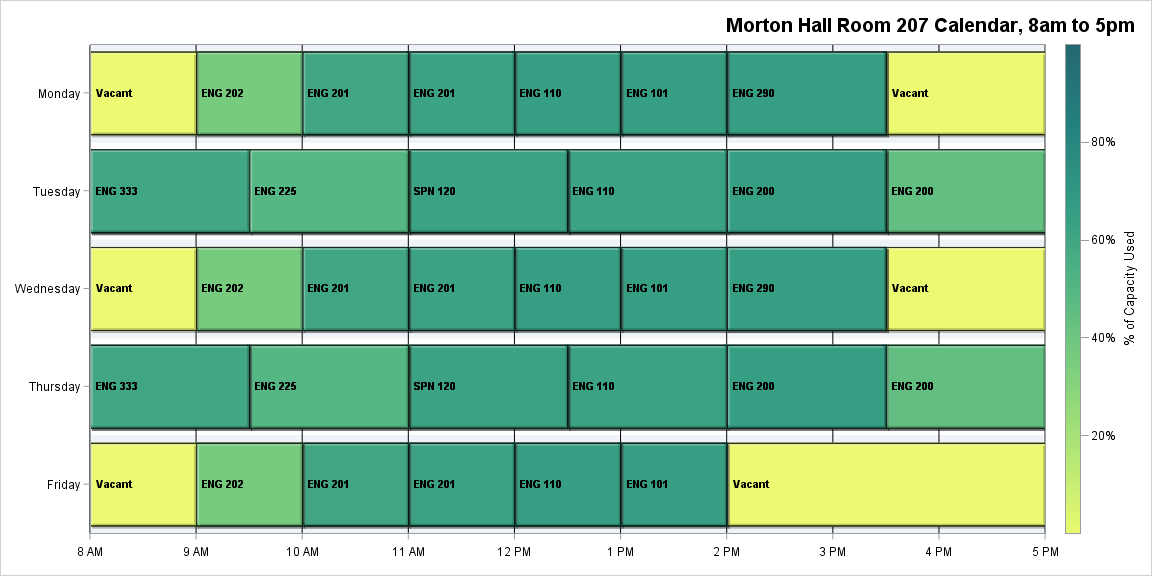 Morton Hall Room 207 Calendar, 8am to 5pm
Monday
Vacant
ENG 202
ENG 201
ENG 201
ENG 110
ENG 101
ENG 290
Vacant
Tuesday
ENG 333
ENG 225
SPN 120
ENG 110
ENG 200
ENG 200
Wednesday
Vacant
ENG 202
ENG 201
ENG 201
ENG 110
ENG 101
ENG 290
Vacant
Thursday
ENG 333
ENG 225
SPN 120
ENG 110
ENG 200
ENG 200
Friday
Vacant
ENG 202
ENG 201
ENG 201
ENG 110
ENG 101
Vacant
8 AM
9 AM
10 AM
11 AM
12 PM
1 PM
2 PM
3 PM
4 PM
5 PM
80%
60%
40%
20%
% of Capacity Used